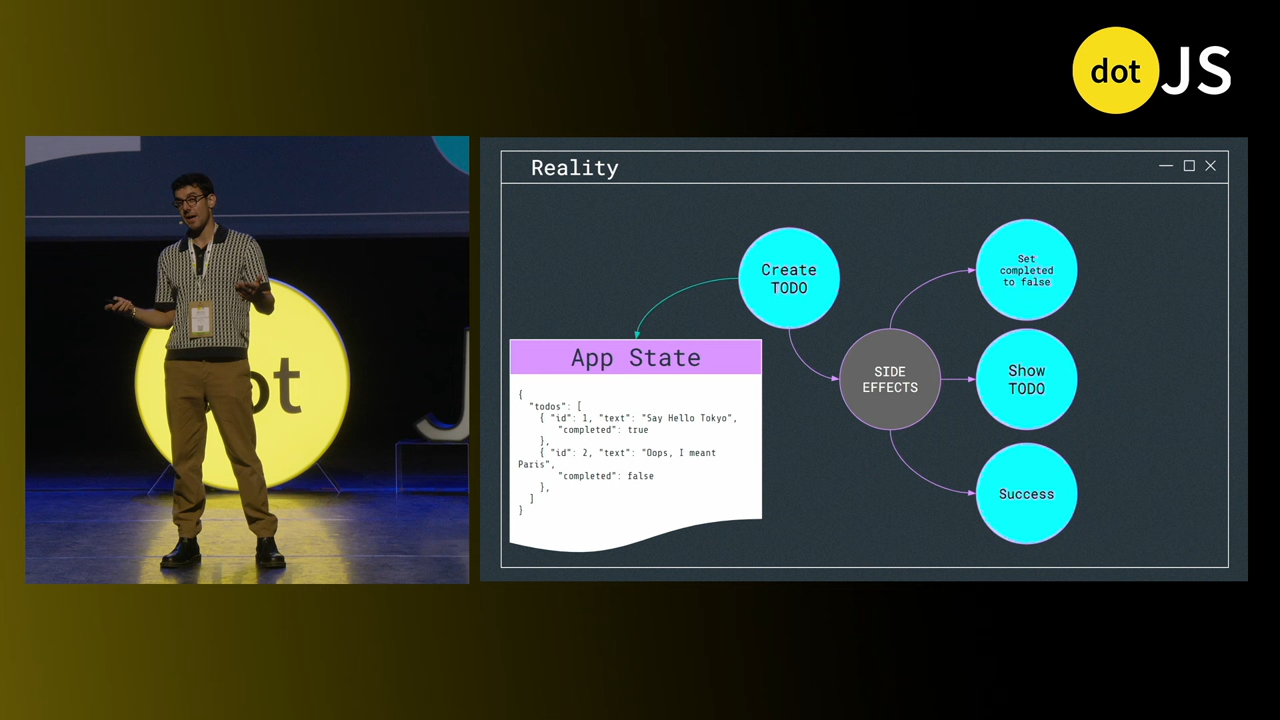 dot JS
Reality
Create
TODO
Set
completed
to false
App State
SIDE
EFFECTS
Show
TODO
{
"todos": [
{ "id": 1, "text": "Say Hello Tokyo",
"completed": true
},
{ "id": 2, "text": "Oops, I meant
Paris",
"completed": false
},
]
}
Success
dot
J